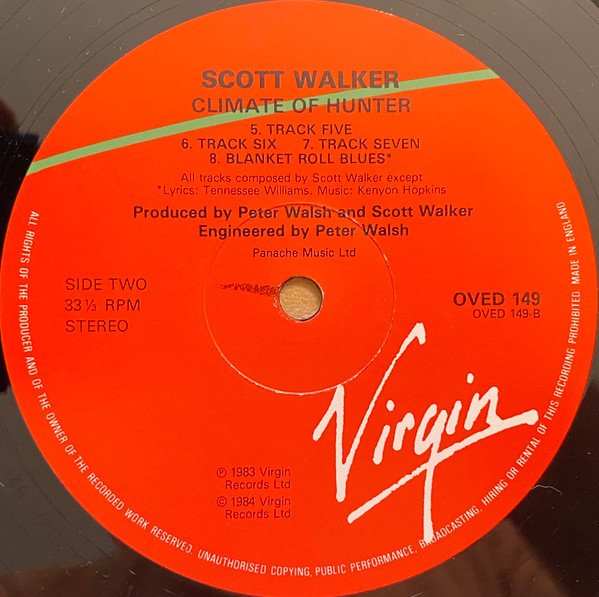 SCOTT WALKER
CLIMATE OF HUNTER
5. TRACK FIVE
6. TRACK SIX 7. TRACK SEVEN
8. BLANKET ROLL BLUES*
All tracks composed by Scott Walker except
*Lyrics: Tennessee Williams. Music: Kenyon Hopkins
Produced by Peter Walsh and Scott Walker
Engineered by Peter Walsh
Panache Music Ltd
SIDE TWO
33⅓ RPM
STEREO
OVED 149
OVED 149-B
Virgin
℗ 1983 Virgin
Records Ltd
© 1984 Virgin
Records Ltd
ALL RIGHTS OF THE PRODUCER AND OF THE OWNER OF THE RECORDED WORK RESERVED. UNAUTHORISED COPYING, PUBLIC PERFORMANCE, BROADCASTING, HIRING OR RENTAL OF THIS RECORDING PROHIBITED. MADE IN ENGLAND